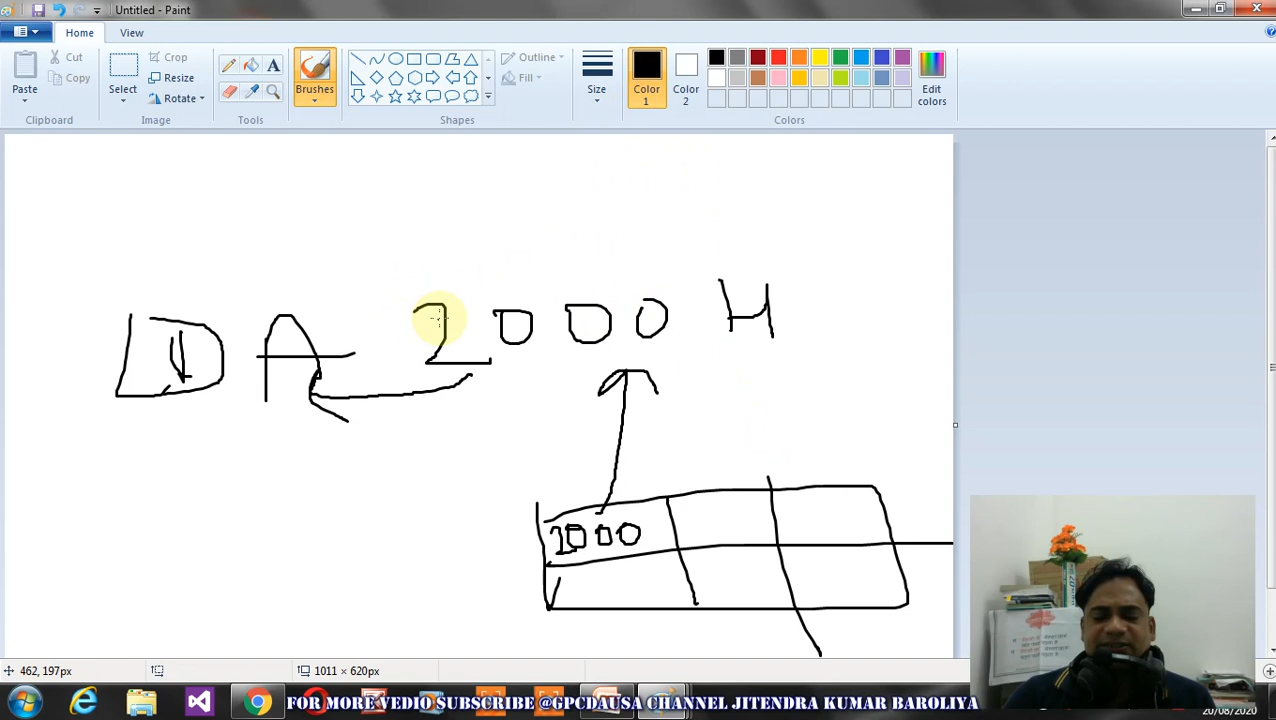 Untitled - Paint
Home View
Paste
Cut
Copy
Select
Crop
Resize
Rotate
A
Brushes
Outline
Fill
Size
Color 1
Color 2
Edit colors
Clipboard Image Tools Shapes Colors
LDA 2000H
2000
462, 197px 1011 × 620px
FOR MORE VEDIO SUBSCRIBE @GPCDAUSA CHANNEL JITENDRA KUMAR BAROLIYA
20/08/2020